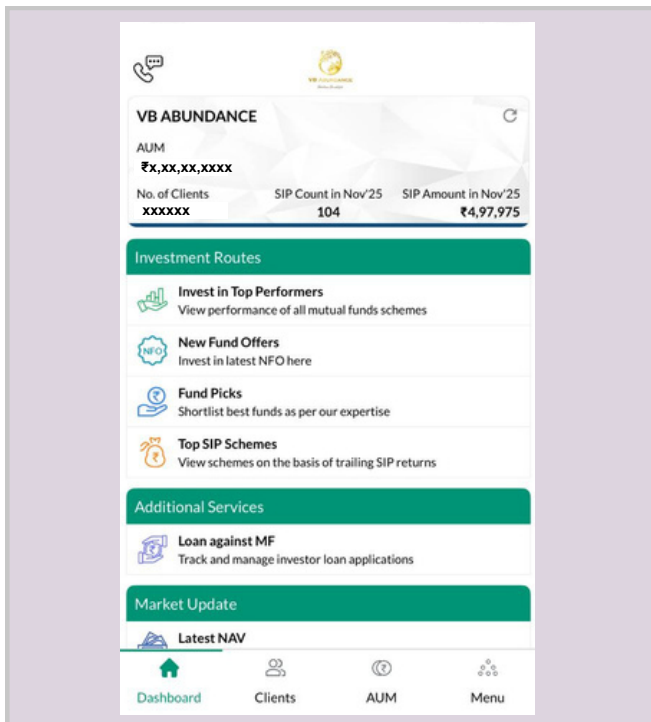 VB ABUNDANCE
VB ABUNDANCE
AUM
₹x,xx,xx,xxxx
No. of Clients SIP Count in Nov'25 SIP Amount in Nov'25
xxxxxx 104 ₹4,97,975
Investment Routes
Invest in Top Performers
View performance of all mutual funds schemes
NFO
New Fund Offers
Invest in latest NFO here
Fund Picks
Shortlist best funds as per our expertise
Top SIP Schemes
View schemes on the basis of trailing SIP returns
Additional Services
Loan against MF
Track and manage investor loan applications
Market Update
Latest NAV
Dashboard Clients AUM Menu